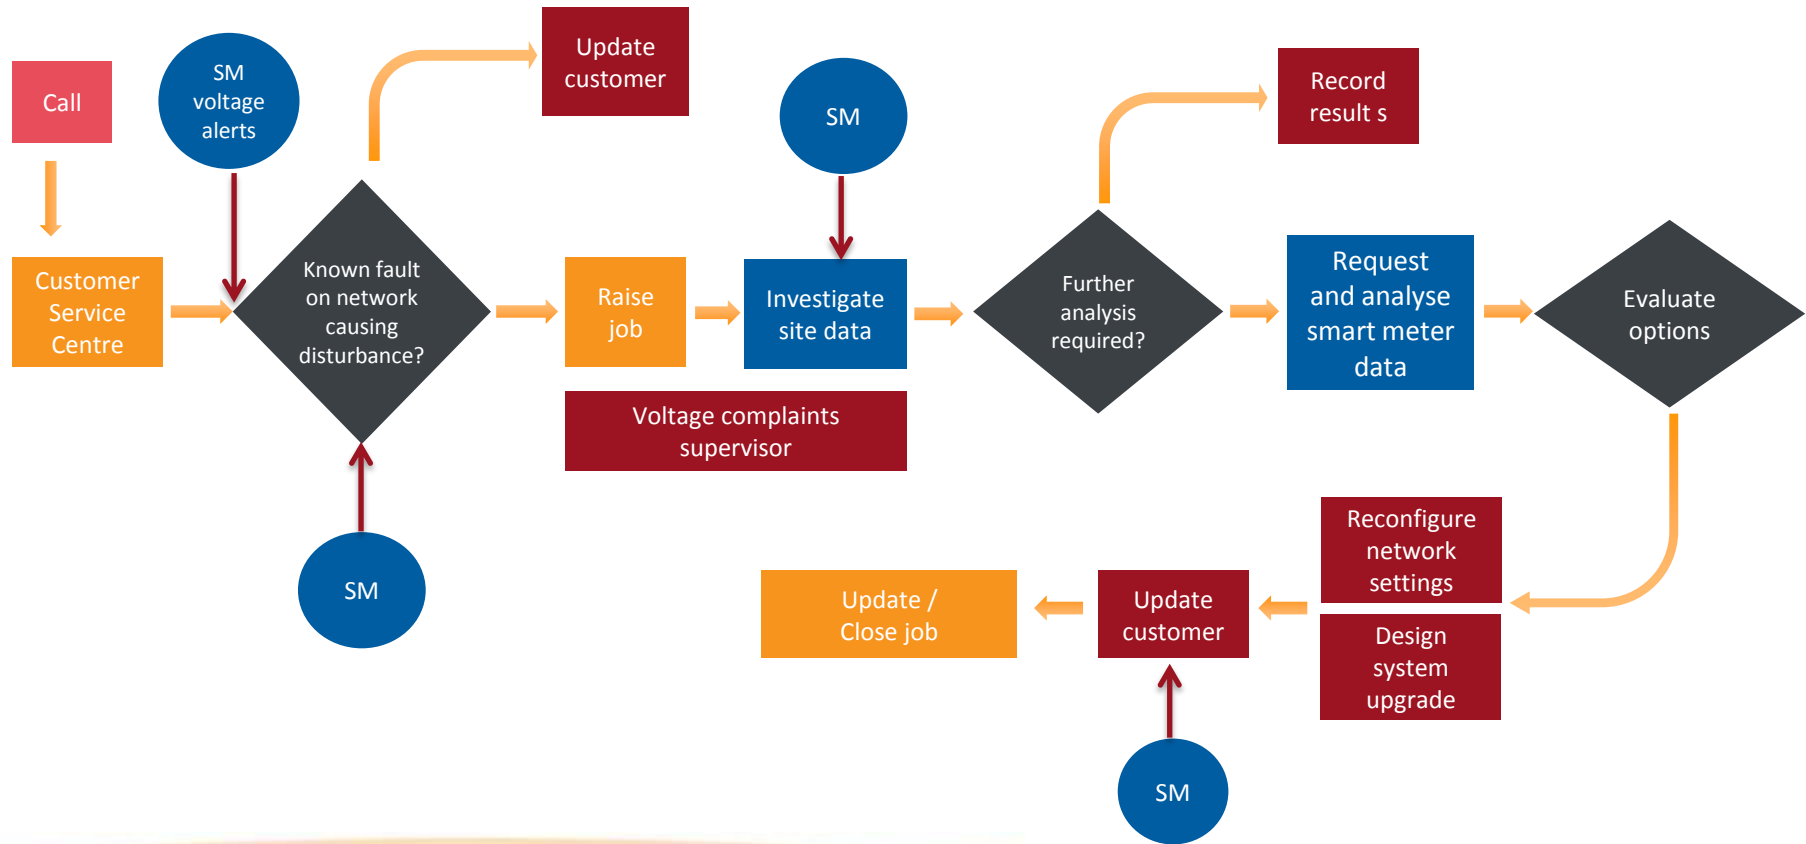 Call
SM
voltage
alerts
Update
customer
SM
Record
result s
Customer
Service
Centre
Known fault
on network
causing
disturbance?
Raise
job
Investigate
site data
Further
analysis
required?
Request
and analyse
smart meter
data
Evaluate
options
Voltage complaints
supervisor
SM
Reconfigure
network
settings
Update /
Close job
Update
customer
Design
system
upgrade
SM